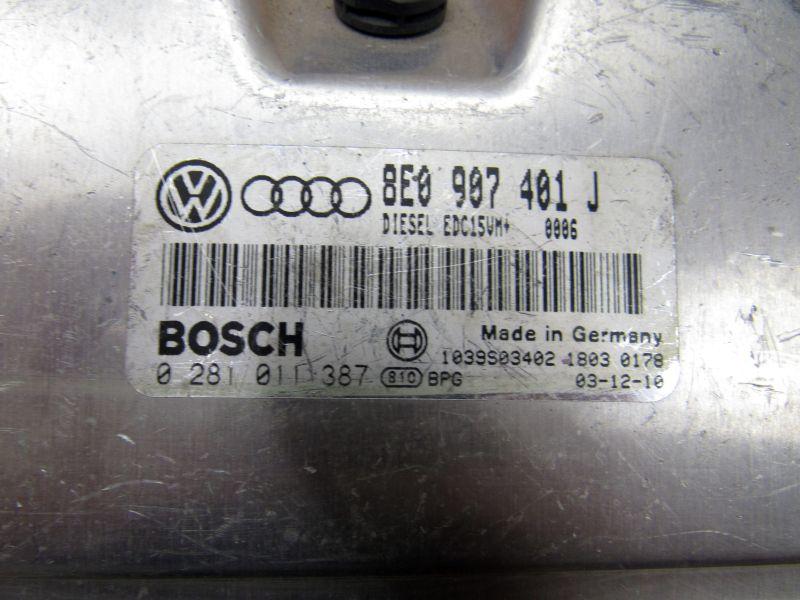 8E0 907 401 J
DIESEL EDC15VM+ 0006
BOSCH
Made in Germany
1039S03402 1803 0178
0 281 011 387 810 BPG 03-12-10